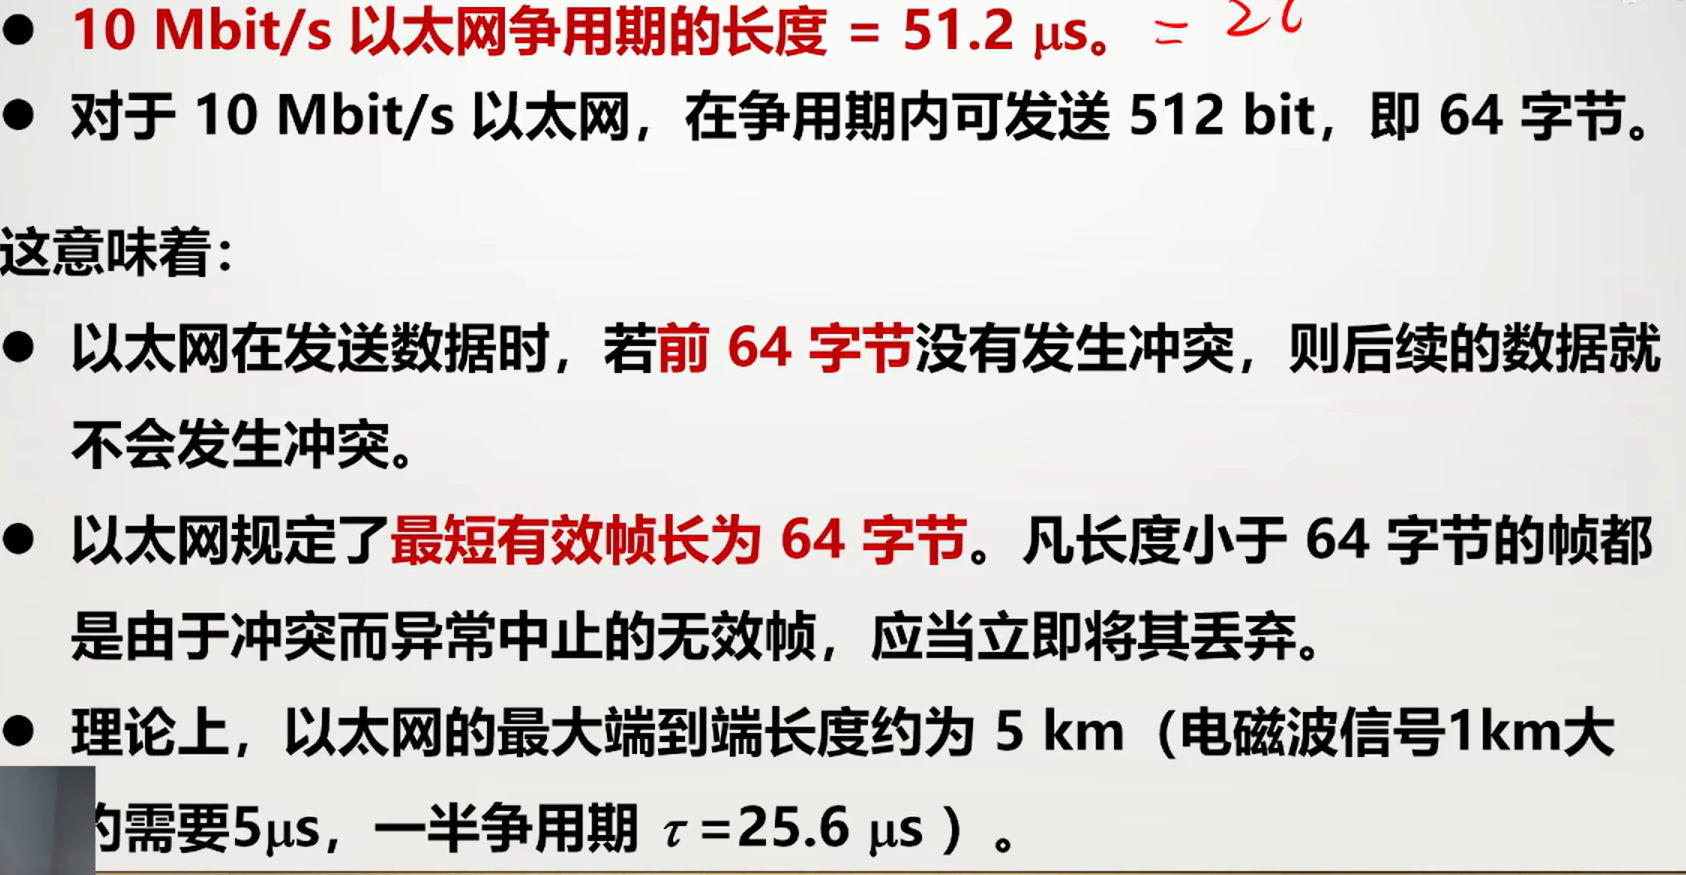 ● 10 Mbit/s 以太网争用期的长度 = 51.2 μs。 = 2τ
● 对于 10 Mbit/s 以太网，在争用期内可发送 512 bit，即 64 字节。
这意味着：
● 以太网在发送数据时，若前 64 字节没有发生冲突，则后续的数据就
不会发生冲突。
● 以太网规定了最短有效帧长为 64 字节。凡长度小于 64 字节的帧都
是由于冲突而异常中止的无效帧，应当立即将其丢弃。
● 理论上，以太网的最大端到端长度约为 5 km（电磁波信号1km大
约需要5μs，一半争用期 τ =25.6 μs ）。